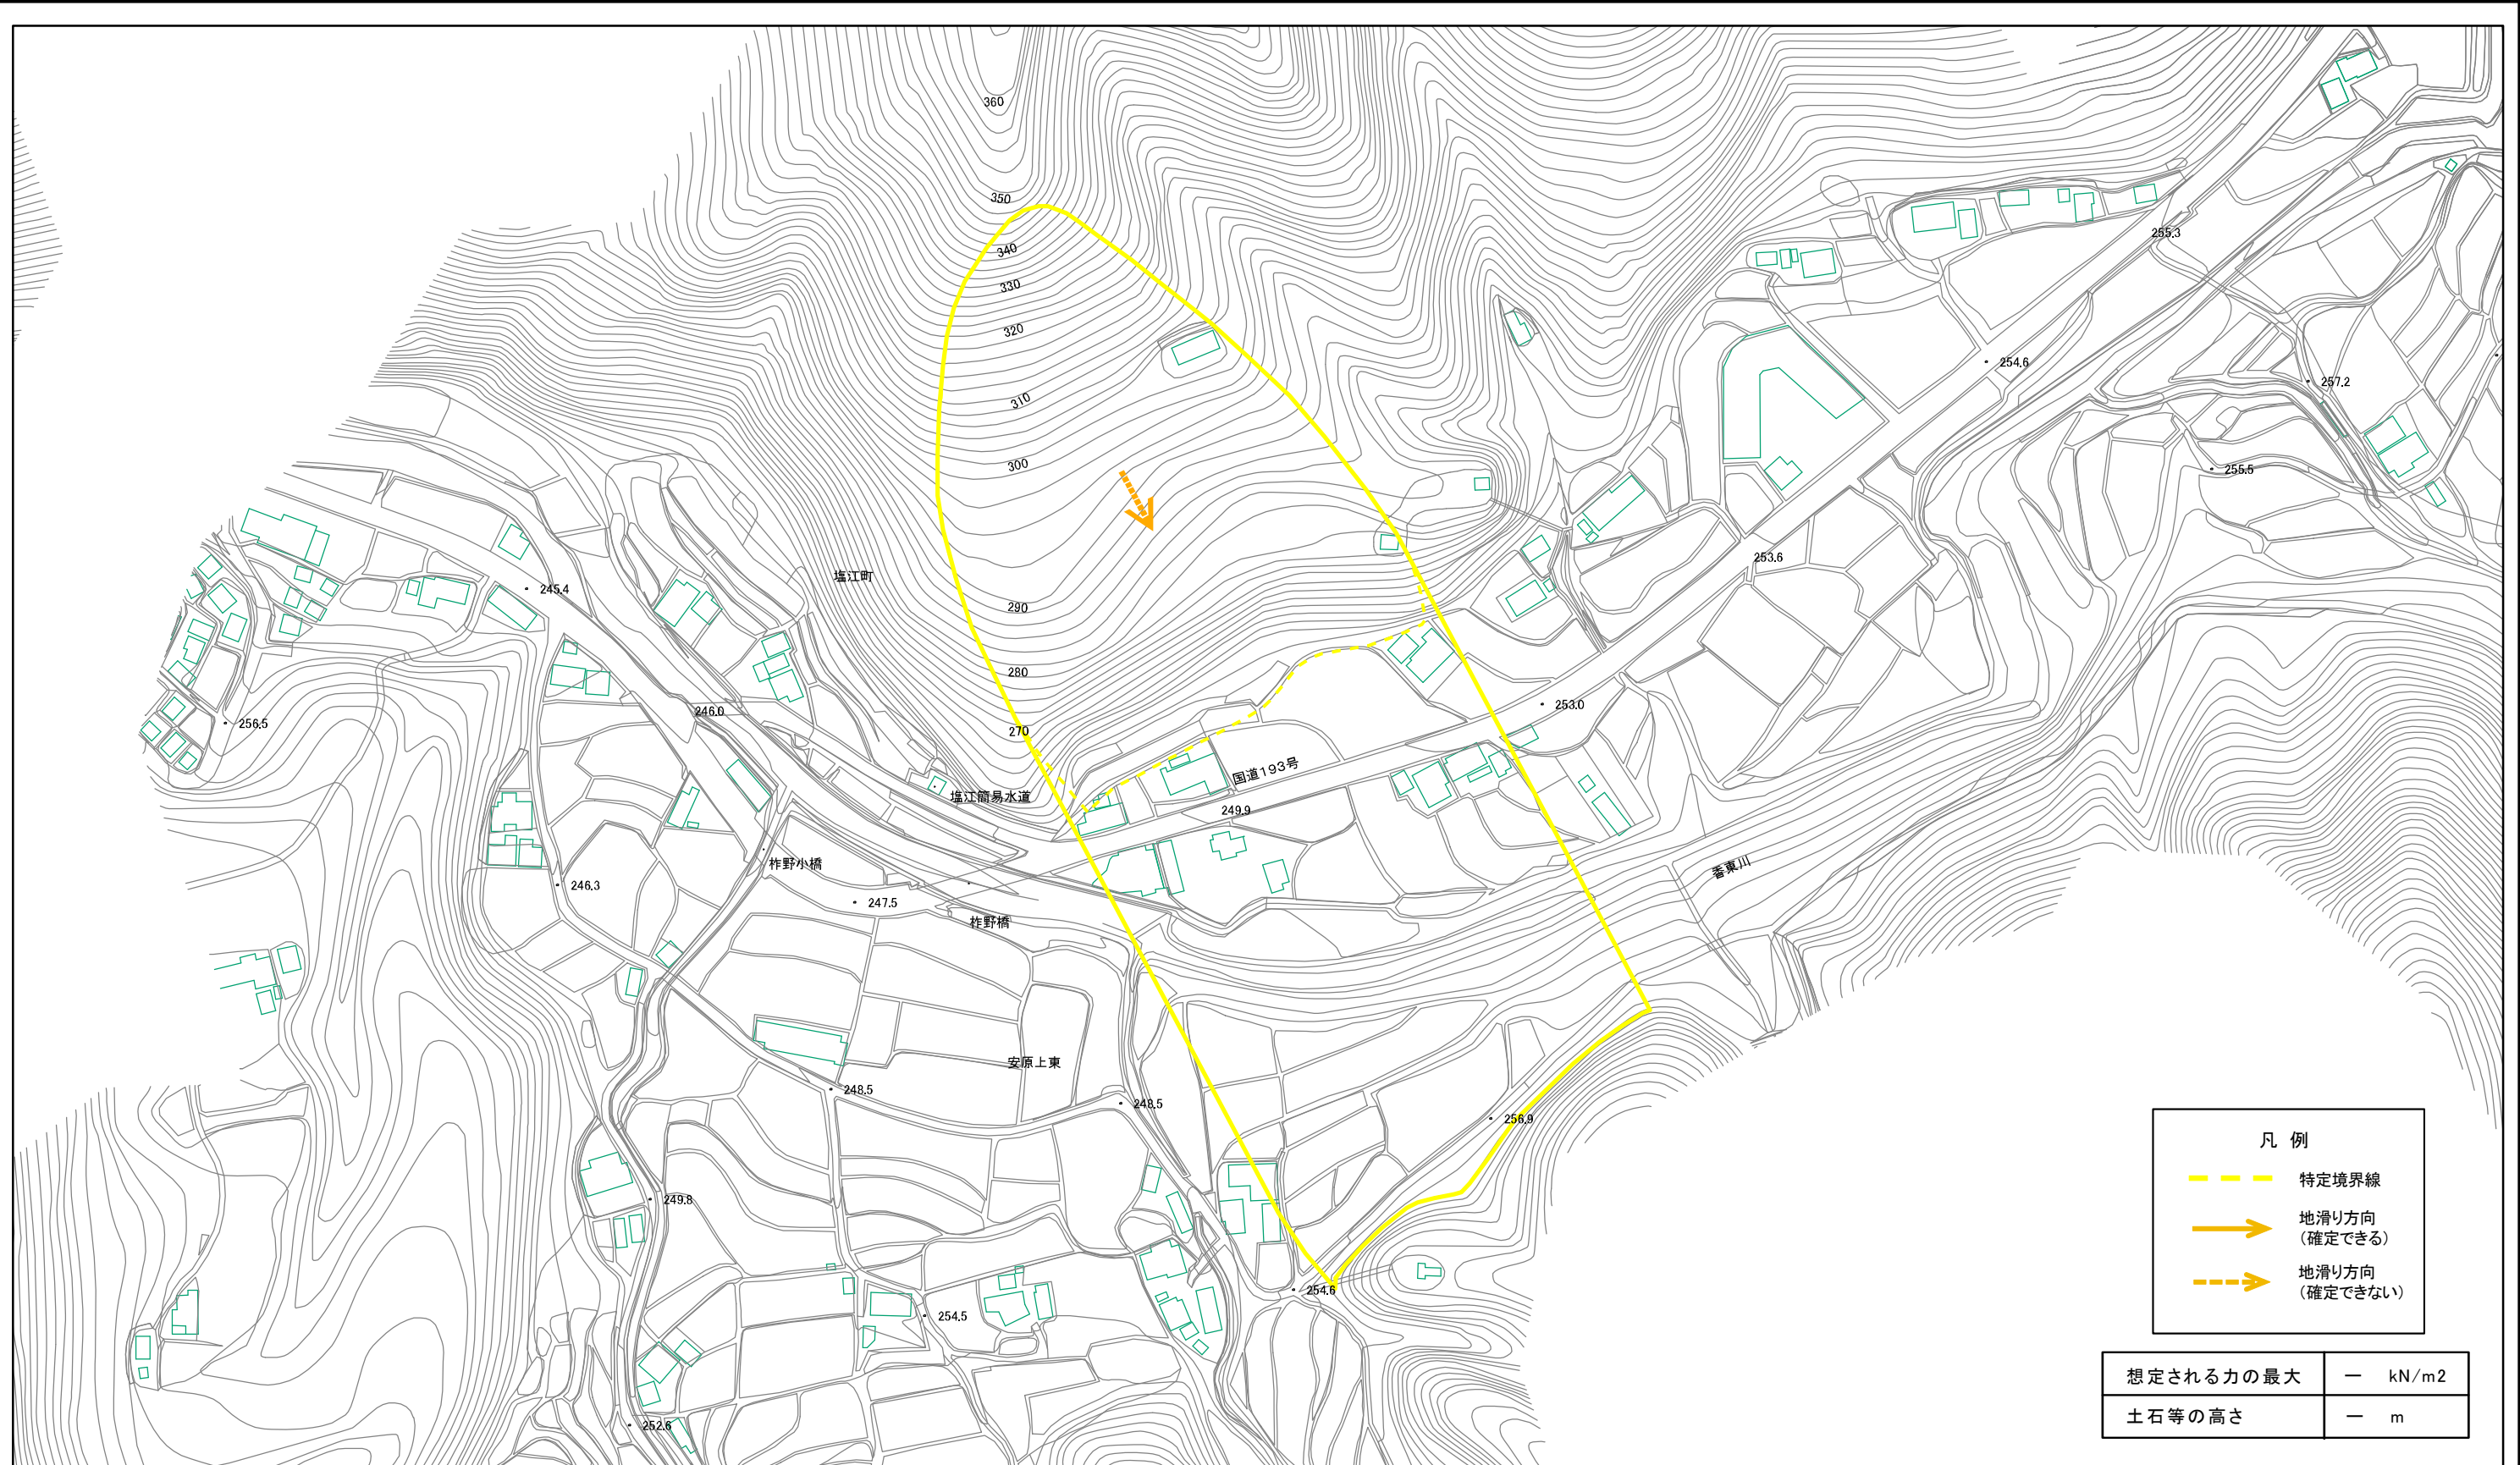 360
350
340
330
320
310
300
290
280
270
255.3
254.6
257.2
255.5
253.6
塩江町
245.4
246.0
256.5
253.0
国道193号
塩江簡易水道
249.9
柞野小橋
香東川
246.3
247.5
柞野橋
安原上東
248.5
248.5
256.9
249.8
254.6
254.5
252.6
凡 例
特定境界線
地滑り方向
(確定できる)
地滑り方向
(確定できない)
想定される力の最大 ー kN/m2
土石等の高さ ー m